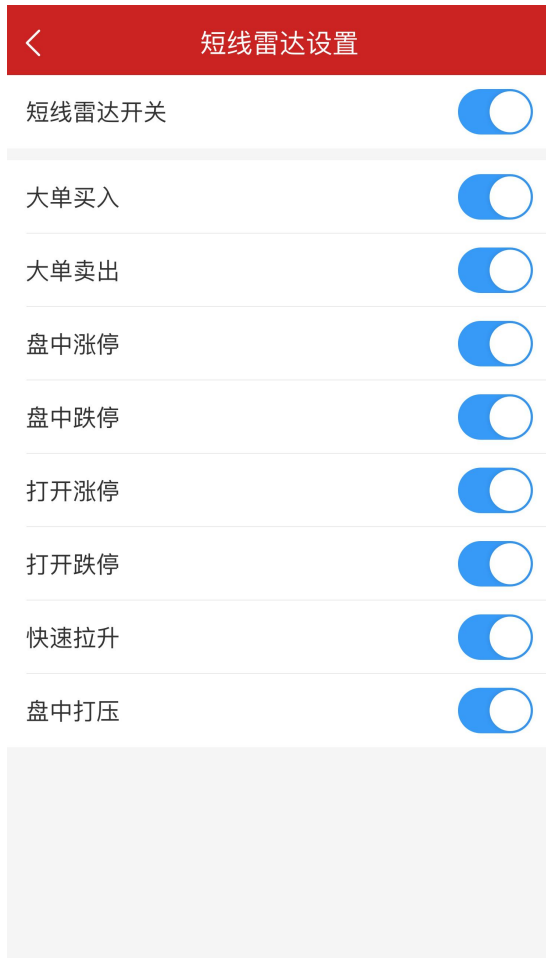 短线雷达设置
短线雷达开关
大单买入
大单卖出
盘中涨停
盘中跌停
打开涨停
打开跌停
快速拉升
盘中打压